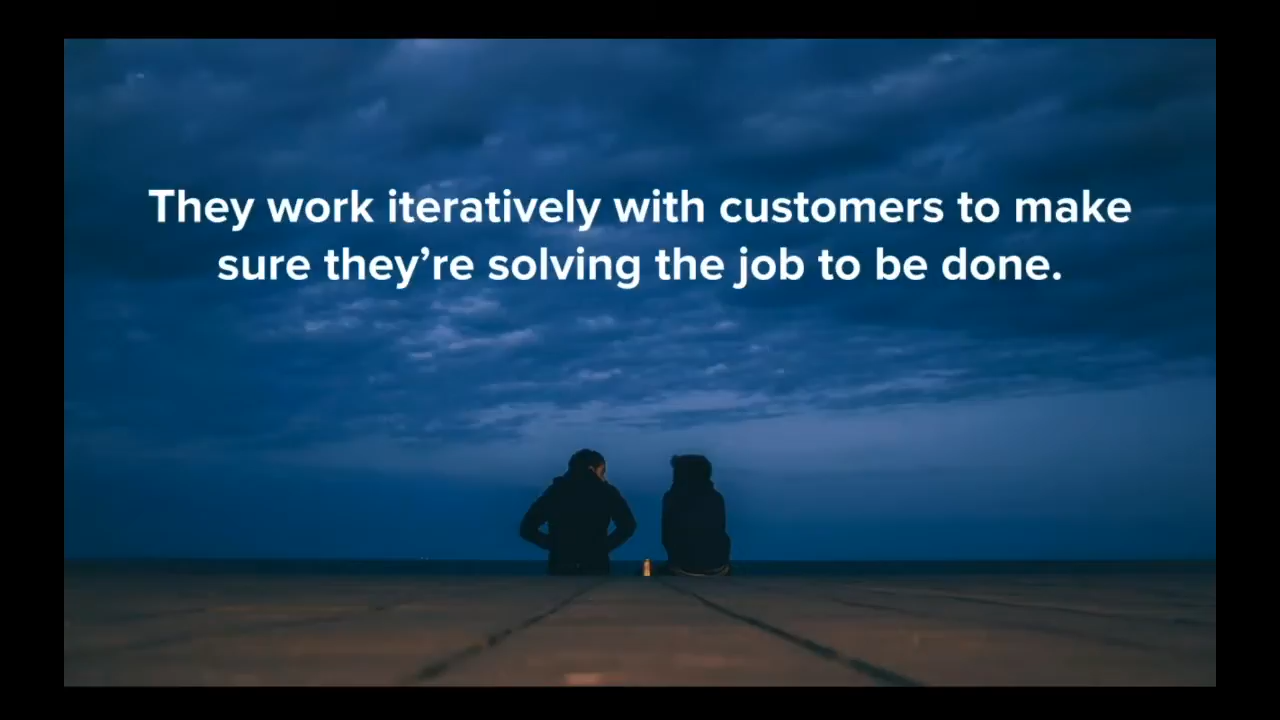 They work iteratively with customers to make
sure they’re solving the job to be done.